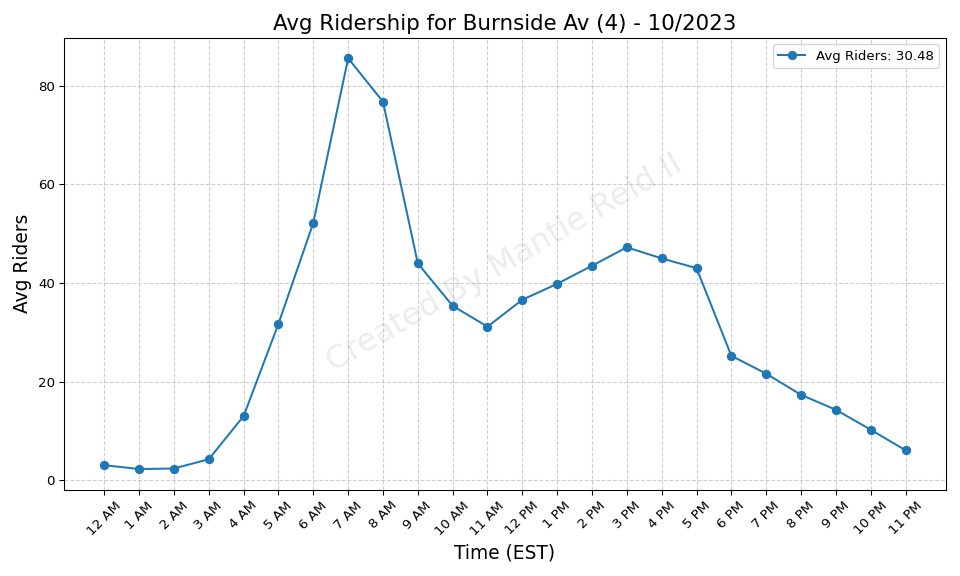 Avg Ridership for Burnside Av (4) - 10/2023
Avg Riders: 30.48
80
60
40
20
0
Avg Riders
Created By Mantie Reid II
12 AM
1 AM
2 AM
3 AM
4 AM
5 AM
6 AM
7 AM
8 AM
9 AM
10 AM
11 AM
12 PM
1 PM
2 PM
3 PM
4 PM
5 PM
6 PM
7 PM
8 PM
9 PM
10 PM
11 PM
Time (EST)